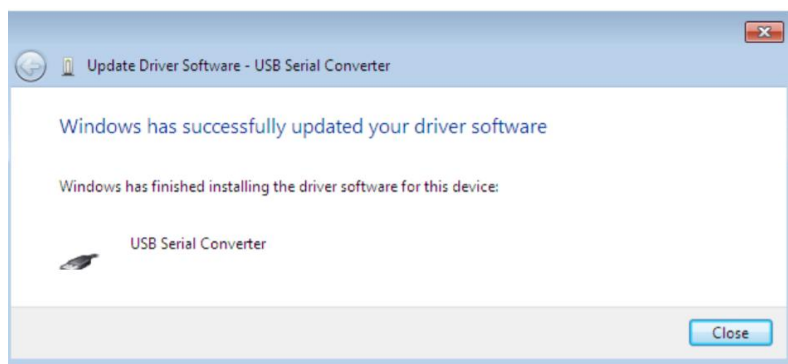 Update Driver Software - USB Serial Converter
Windows has successfully updated your driver software
Windows has finished installing the driver software for this device:
USB Serial Converter
Close